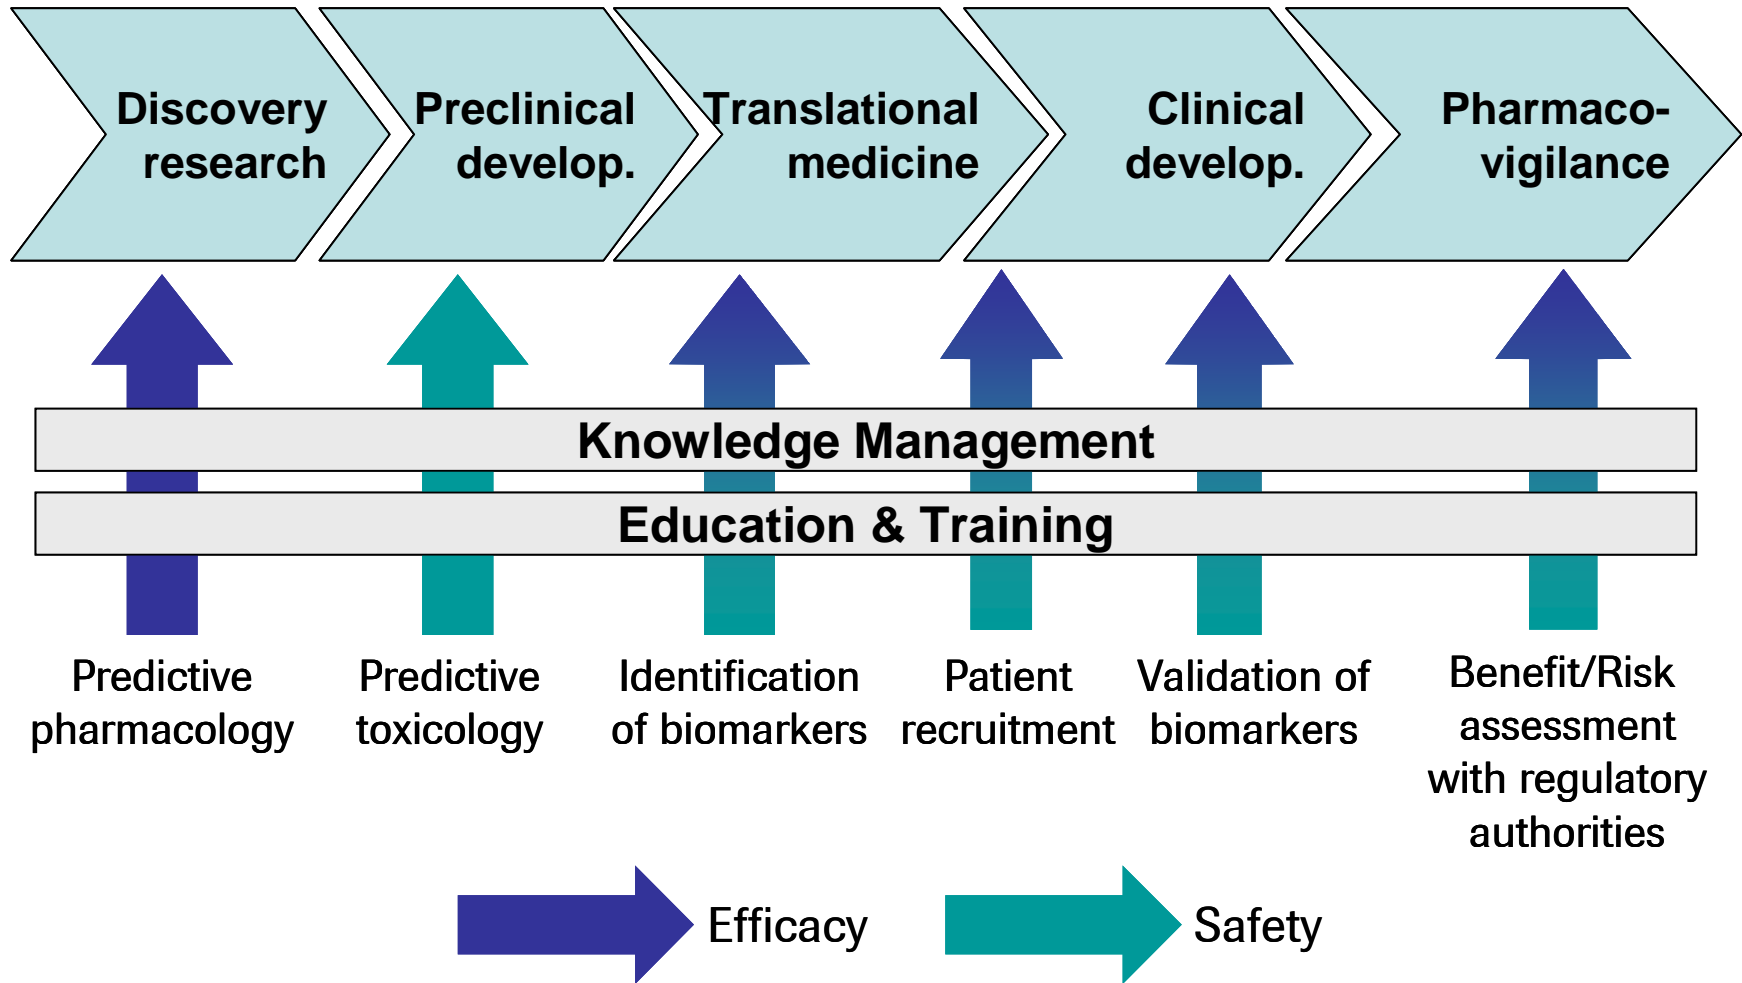 Discovery
research
Preclinical
develop.
Translational
medicine
Clinical
develop.
Pharmaco-
vigilance
Knowledge Management
Education & Training
Predictive
pharmacology
Predictive
toxicology
Identification
of biomarkers
Patient
recruitment
Validation of
biomarkers
Benefit/Risk
assessment
with regulatory
authorities
Efficacy
Safety